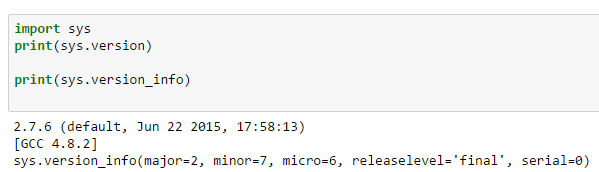 import sys
print(sys.version)
print(sys.version_info)
2.7.6 (default, Jun 22 2015, 17:58:13)
[GCC 4.8.2]
sys.version_info(major=2, minor=7, micro=6, releaselevel='final', serial=0)